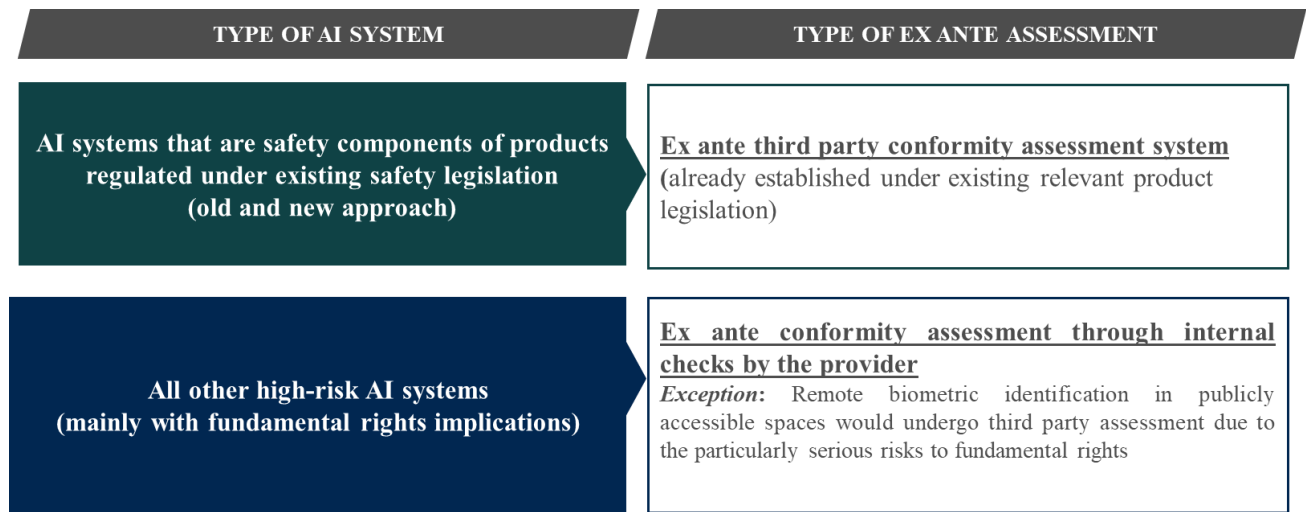 TYPE OF AI SYSTEM
TYPE OF EX ANTE ASSESSMENT
AI systems that are safety components of products
regulated under existing safety legislation
(old and new approach)
Ex ante third party conformity assessment system
(already established under existing relevant product
legislation)
All other high-risk AI systems
(mainly with fundamental rights implications)
Ex ante conformity assessment through internal
checks by the provider
Exception: Remote biometric identification in publicly
accessible spaces would undergo third party assessment due to
the particularly serious risks to fundamental rights